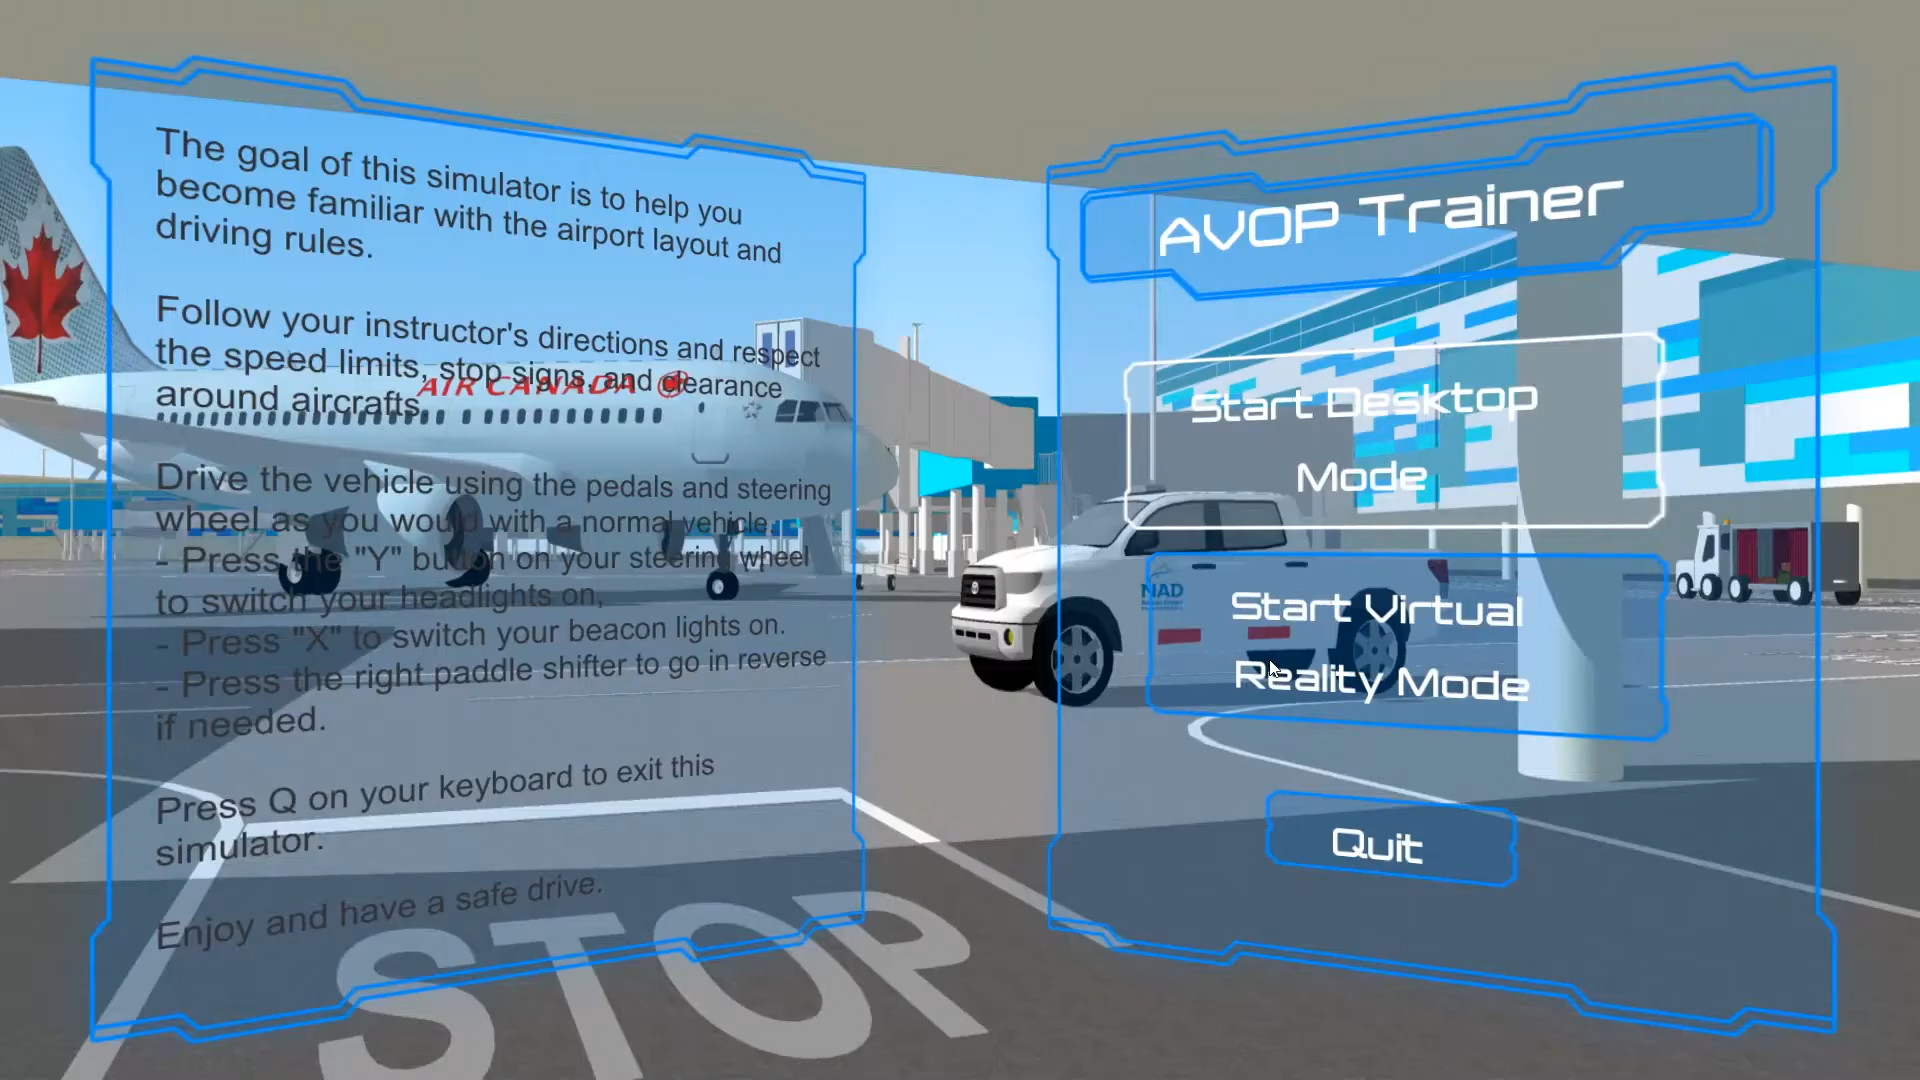 The goal of this simulator is to help you
become familiar with the airport layout and
driving rules.
Follow your instructor's directions and respect
the speed limits, stop signs, and clearance
around aircrafts.
Drive the vehicle using the pedals and steering
wheel as you would with a normal vehicle.
- Press the "Y" button on your steering wheel
to switch your headlights on,
- Press "X" to switch your beacon lights on.
- Press the right paddle shifter to go in reverse
if needed.
Press Q on your keyboard to exit this
simulator.
Enjoy and have a safe drive.
AIR CANADA
STOP
AVOP Trainer
Start Desktop
Mode
NAD
Start Virtual
Reality Mode
Quit